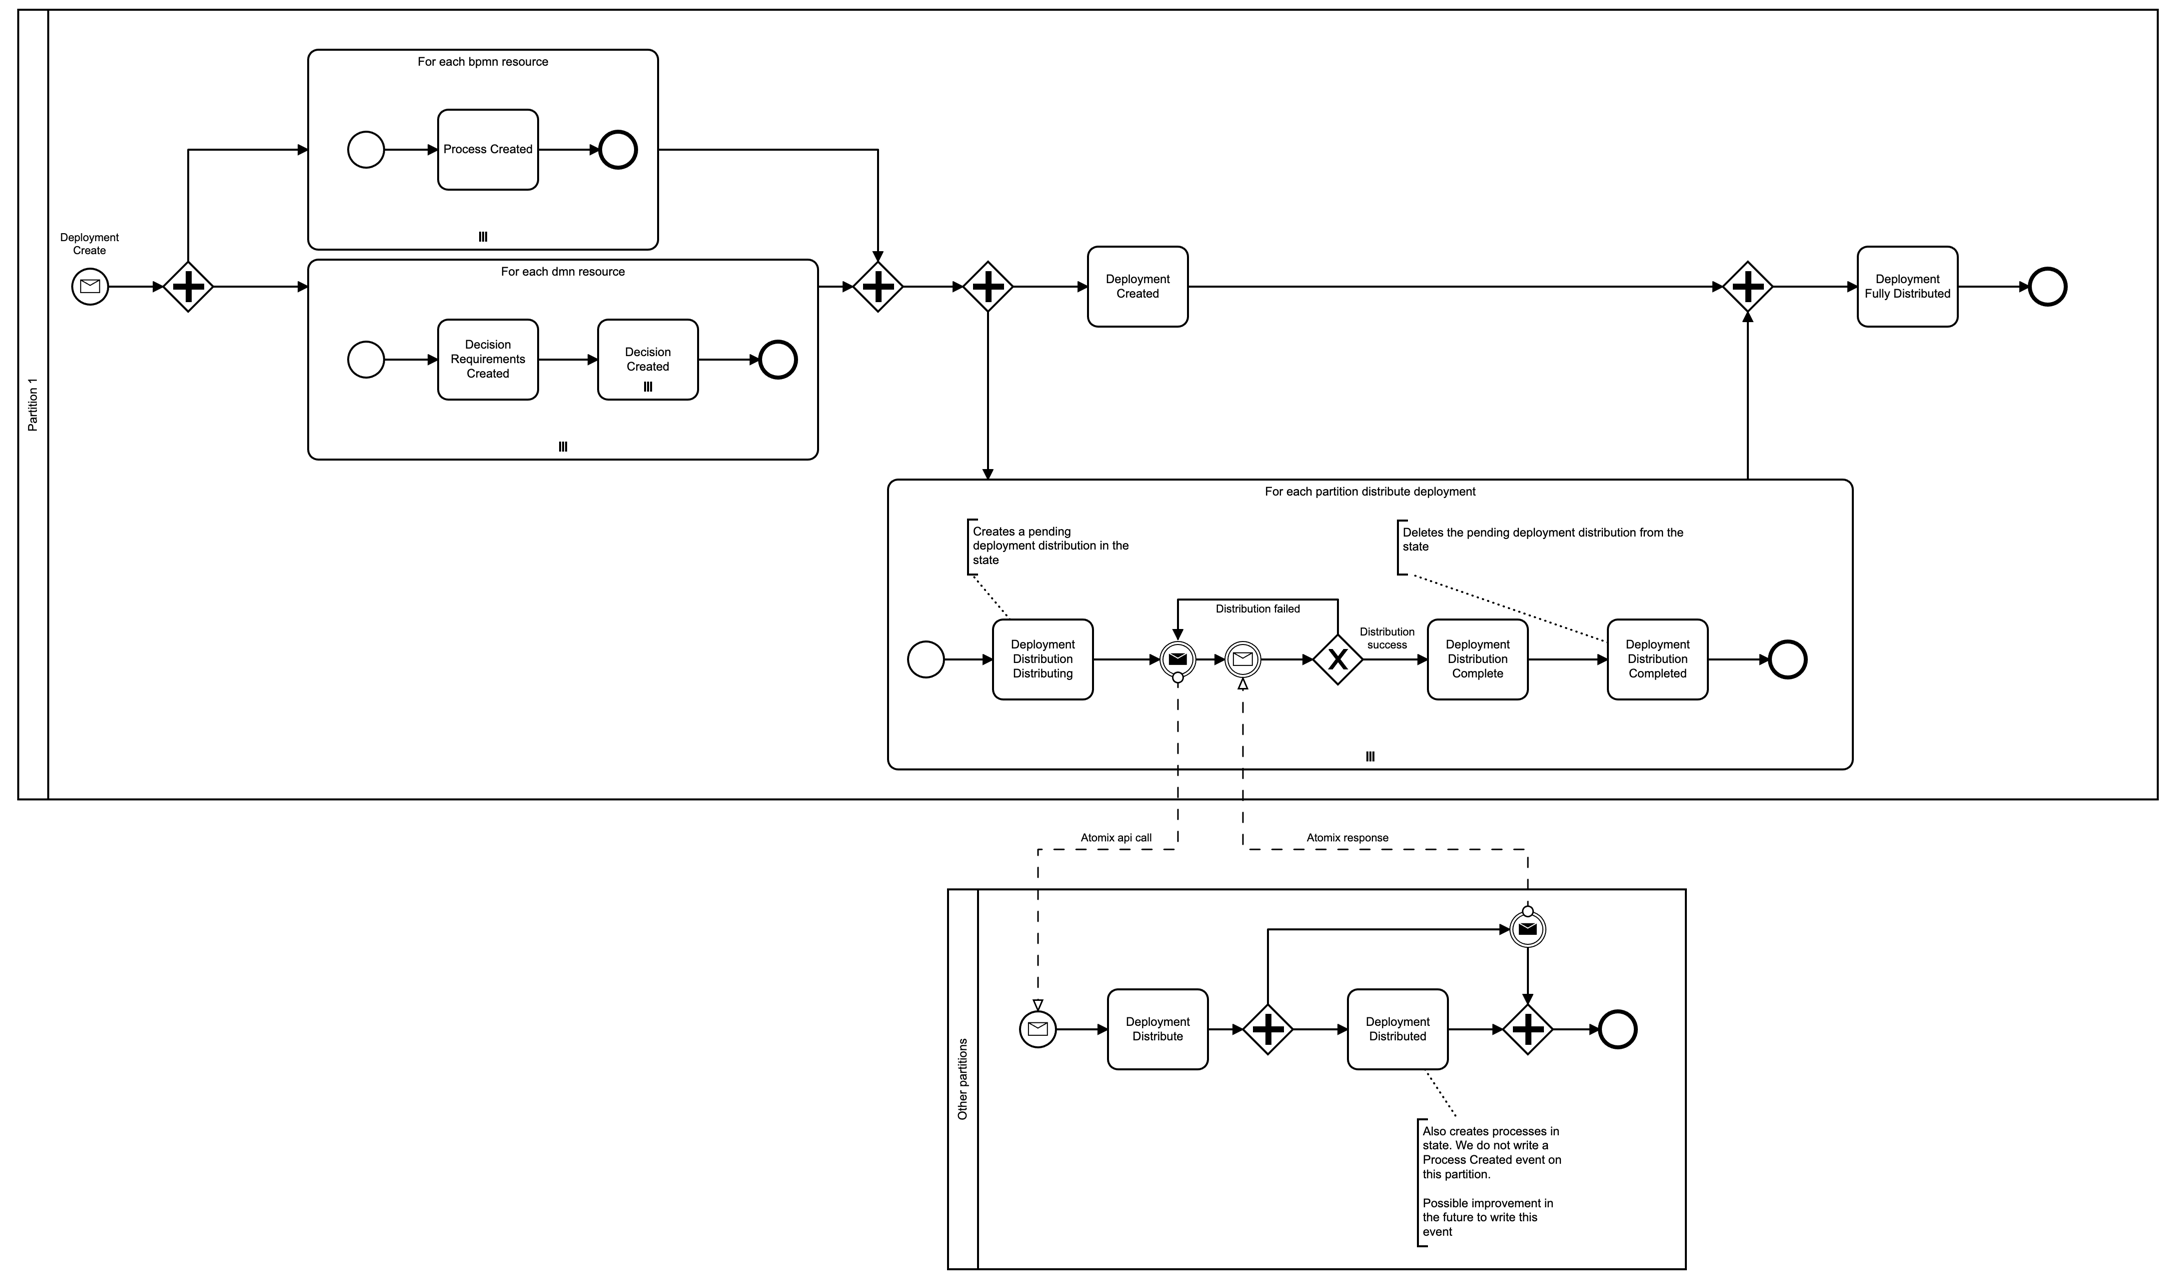 Partition 1
For each bpmn resource
Process Created
Deployment
Create
For each dmn resource
Decision
Requirements
Created
Decision
Created
Deployment
Created
Deployment
Fully Distributed
For each partition distribute deployment
Creates a pending
deployment distribution in the
state
Deletes the pending deployment distribution from the
state
Distribution failed
Deployment
Distribution
Distributing
Distribution
success
Deployment
Distribution
Complete
Deployment
Distribution
Completed
Atomix api call
Atomix response
Other partitions
Deployment
Distribute
Deployment
Distributed
Also creates processes in
state. We do not write a
Process Created event on
this partition.
Possible improvement in
the future to write this
event